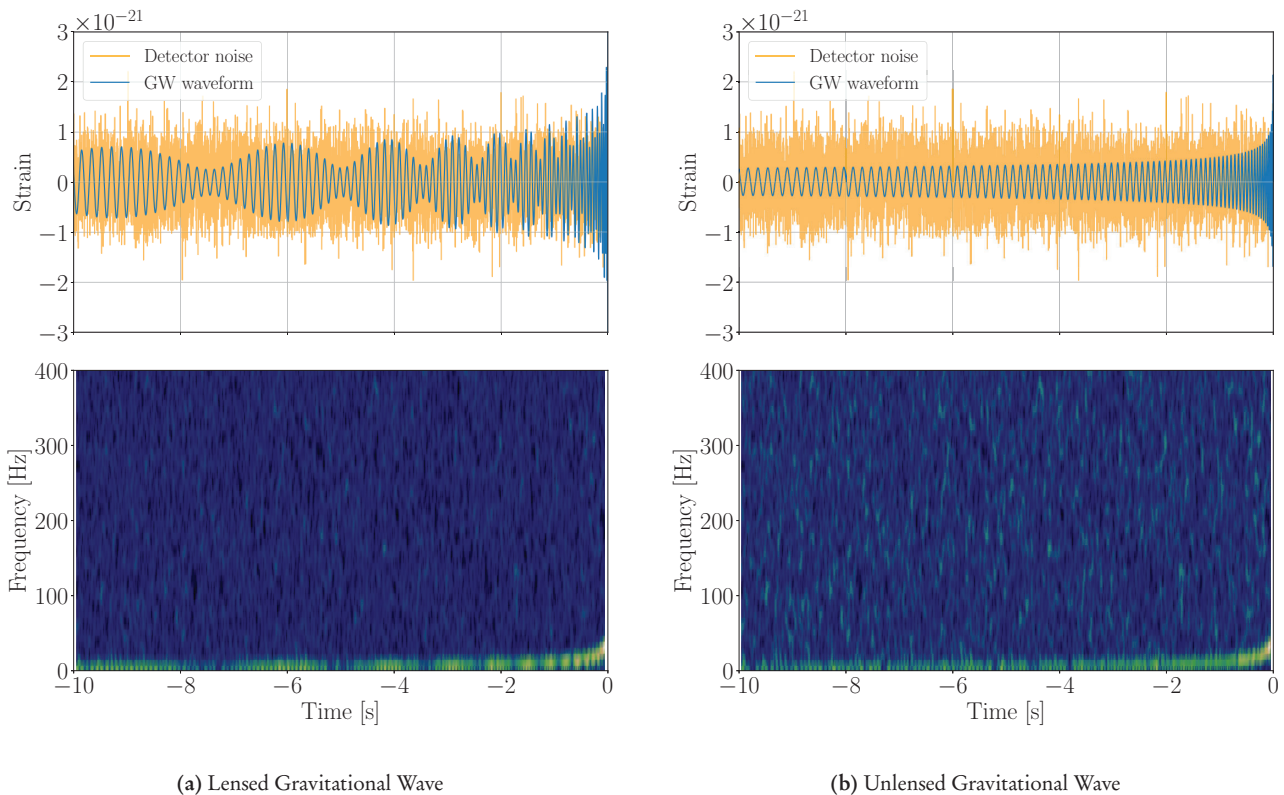 ×10⁻²¹
3
2
1
0
−1
−2
−3
Strain
Detector noise
GW waveform
400
300
200
100
0
Frequency [Hz]
−10 −8 −6 −4 −2 0
Time [s]
(a) Lensed Gravitational Wave
×10⁻²¹
3
2
1
0
−1
−2
−3
Strain
Detector noise
GW waveform
400
300
200
100
0
Frequency [Hz]
−10 −8 −6 −4 −2 0
Time [s]
(b) Unlensed Gravitational Wave